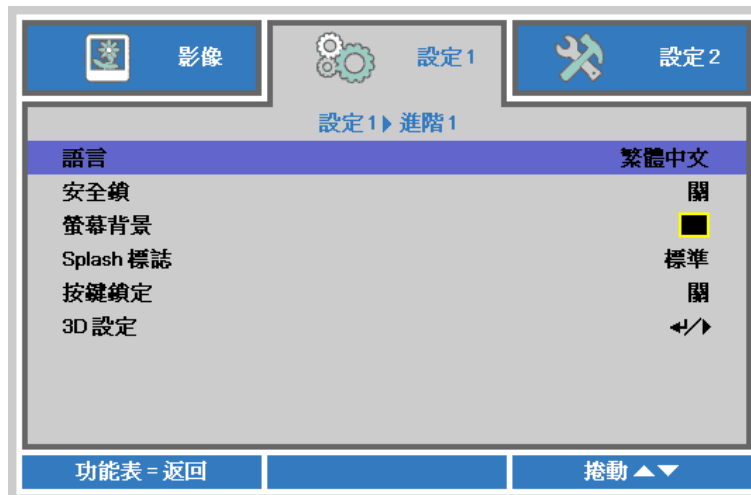 影像 設定1 設定2
設定1 ▶ 進階1
語言 繁體中文
安全鎖 關
螢幕背景
Splash 標誌 標準
按鍵鎖定 關
3D 設定 ↵/▶
功能表 = 返回 捲動 ▲▼